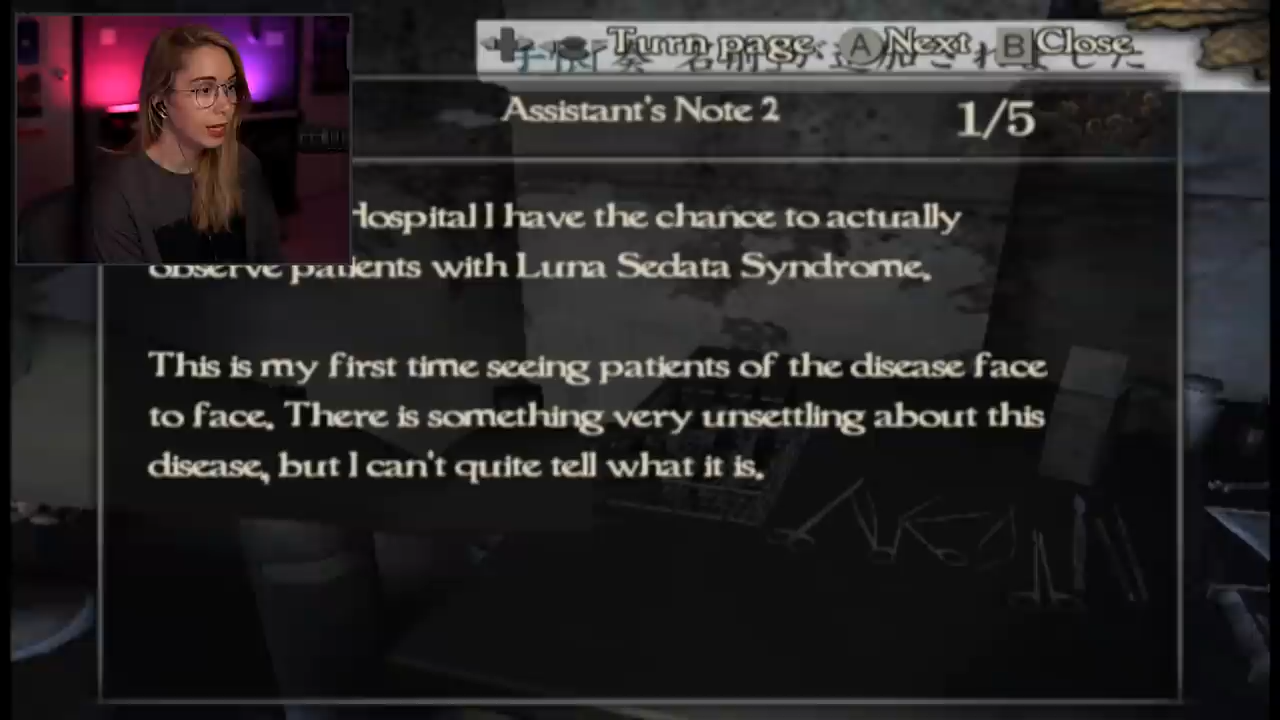 Turn page A Next B Close
Assistant's Note 2 1/5
Hospital I have the chance to actually
observe patients with Luna Sedata Syndrome.
This is my first time seeing patients of the disease face
to face. There is something very unsettling about this
disease, but I can't quite tell what it is.